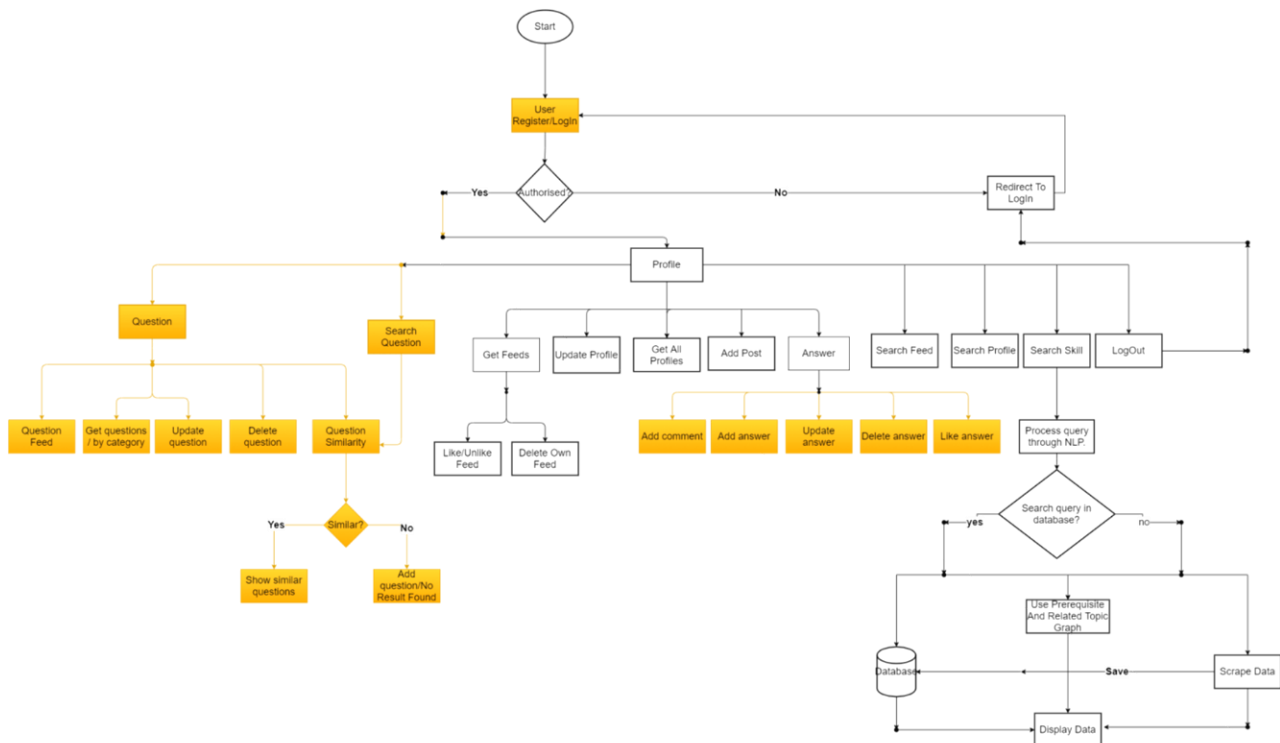 Start
User
Register/LogIn
Yes
Authorised?
No
Redirect To
LogIn
Profile
Question
Search
Question
Get Feeds
Update Profile
Get All
Profiles
Add Post
Answer
Search Feed
Search Profile
Search Skill
LogOut
Question
Feed
Get questions
/ by category
Update
question
Delete
question
Question
Similarity
Like/Unlike
Feed
Delete Own
Feed
Add comment
Add answer
Update
answer
Delete answer
Like answer
Process query
through NLP.
Yes
Similar?
No
Search query in
database?
yes
no
Show similar
questions
Add
question/No
Result Found
Use Prerequisite
And Related Topic
Graph
Database
Save
Scrape Data
Display Data